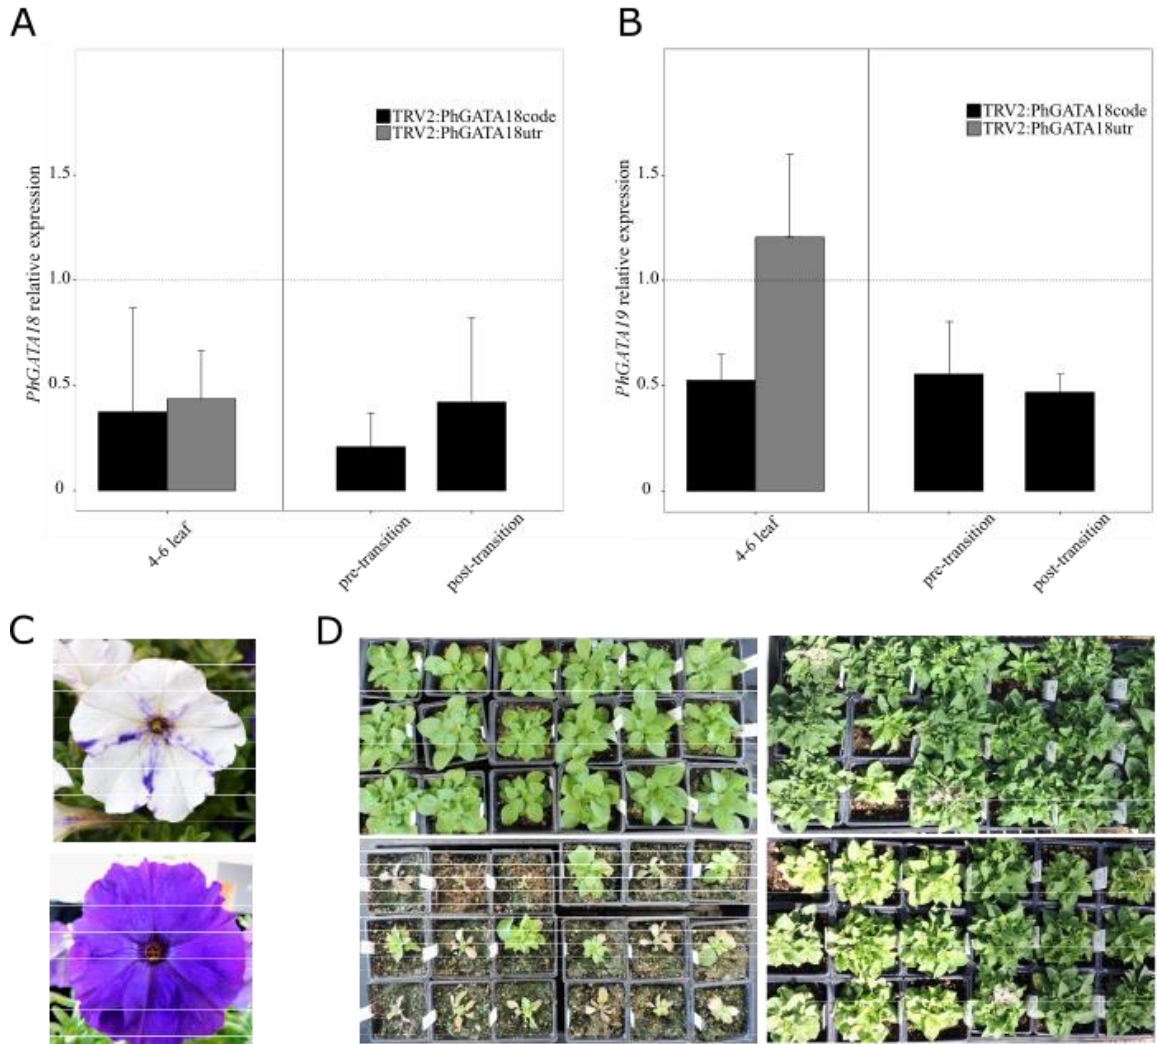 A
TRV2:PhGATA18code
TRV2:PhGATA18utr
PhGATA18 relative expression
1.5
1.0
0.5
0
4-6 leaf
pre-transition
post-transition
B
TRV2:PhGATA18code
TRV2:PhGATA18utr
PhGATA19 relative expression
1.5
1.0
0.5
0
4-6 leaf
pre-transition
post-transition
C
D